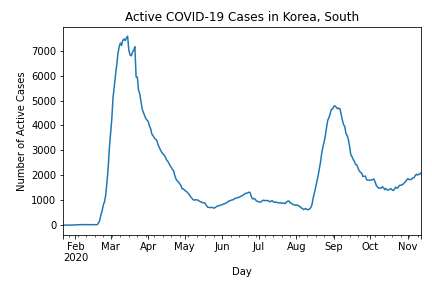 Active COVID-19 Cases in Korea, South
Number of Active Cases
7000
6000
5000
4000
3000
2000
1000
0
Feb Mar Apr May Jun Jul Aug Sep Oct Nov
2020
Day